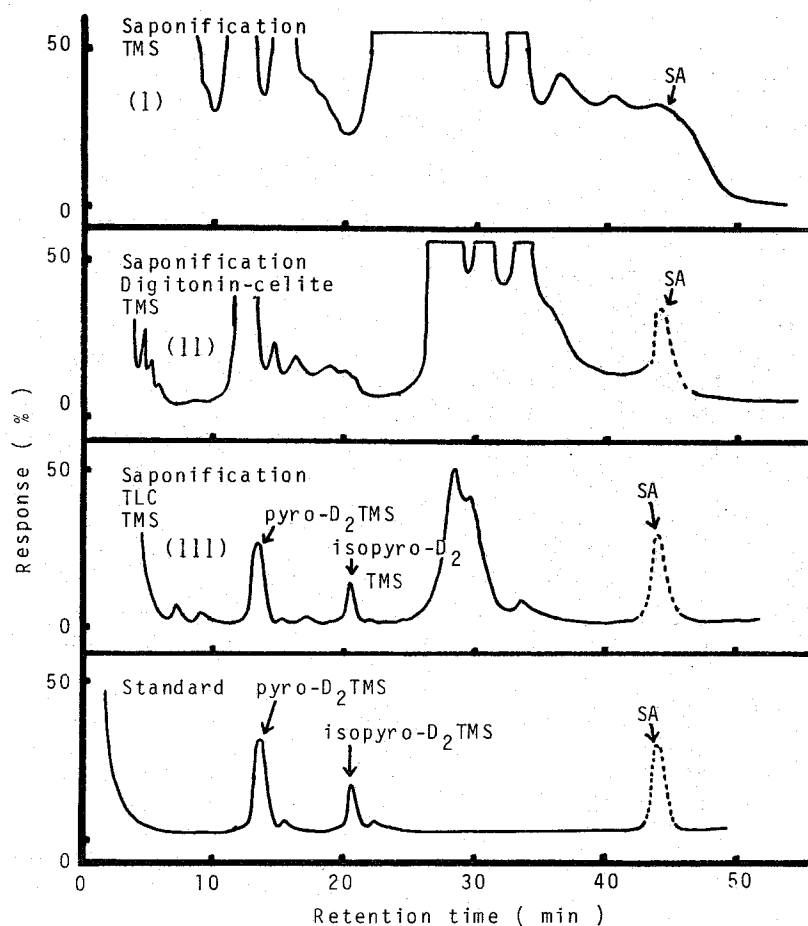 50
Saponification
TMS
(I)
SA
0
50
Saponification
Digitonin-celite
TMS
(II)
SA
0
Response ( % )
50
Saponification
TLC
TMS
(III)
pyro-D2TMS
isopyro-D2
TMS
SA
0
50
Standard
pyro-D2TMS
isopyro-D2TMS
SA
0
0 10 20 30 40 50
Retention time ( min )